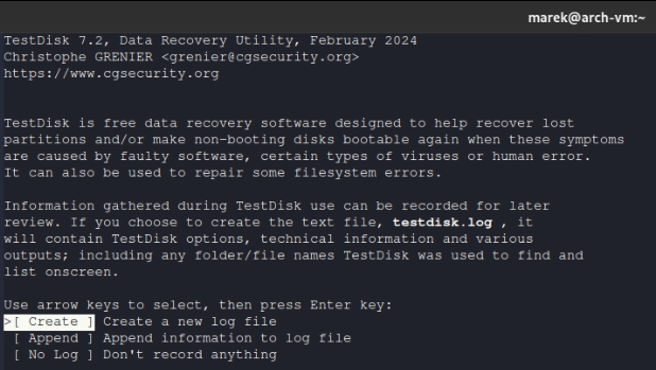 marek@arch-vm:~
TestDisk 7.2, Data Recovery Utility, February 2024
Christophe GRENIER <grenier@cgsecurity.org>
https://www.cgsecurity.org
TestDisk is free data recovery software designed to help recover lost
partitions and/or make non-booting disks bootable again when these symptoms
are caused by faulty software, certain types of viruses or human error.
It can also be used to repair some filesystem errors.
Information gathered during TestDisk use can be recorded for later
review. If you choose to create the text file, testdisk.log , it
will contain TestDisk options, technical information and various
outputs; including any folder/file names TestDisk was used to find and
list onscreen.
Use arrow keys to select, then press Enter key:
>[ Create ] Create a new log file
[ Append ] Append information to log file
[ No Log ] Don't record anything